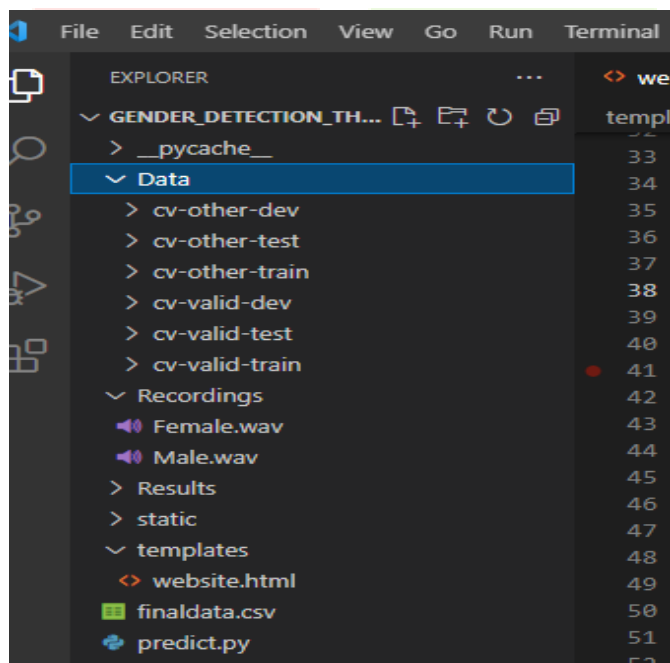 File Edit Selection View Go Run Terminal
EXPLORER
GENDER_DETECTION_TH...
__pycache__
Data
cv-other-dev
cv-other-test
cv-other-train
cv-valid-dev
cv-valid-test
cv-valid-train
Recordings
Female.wav
Male.wav
Results
static
templates
website.html
finaldata.csv
predict.py
<> we
templ
33
34
35
36
37
38
39
40
41
42
43
44
45
46
47
48
49
50
51